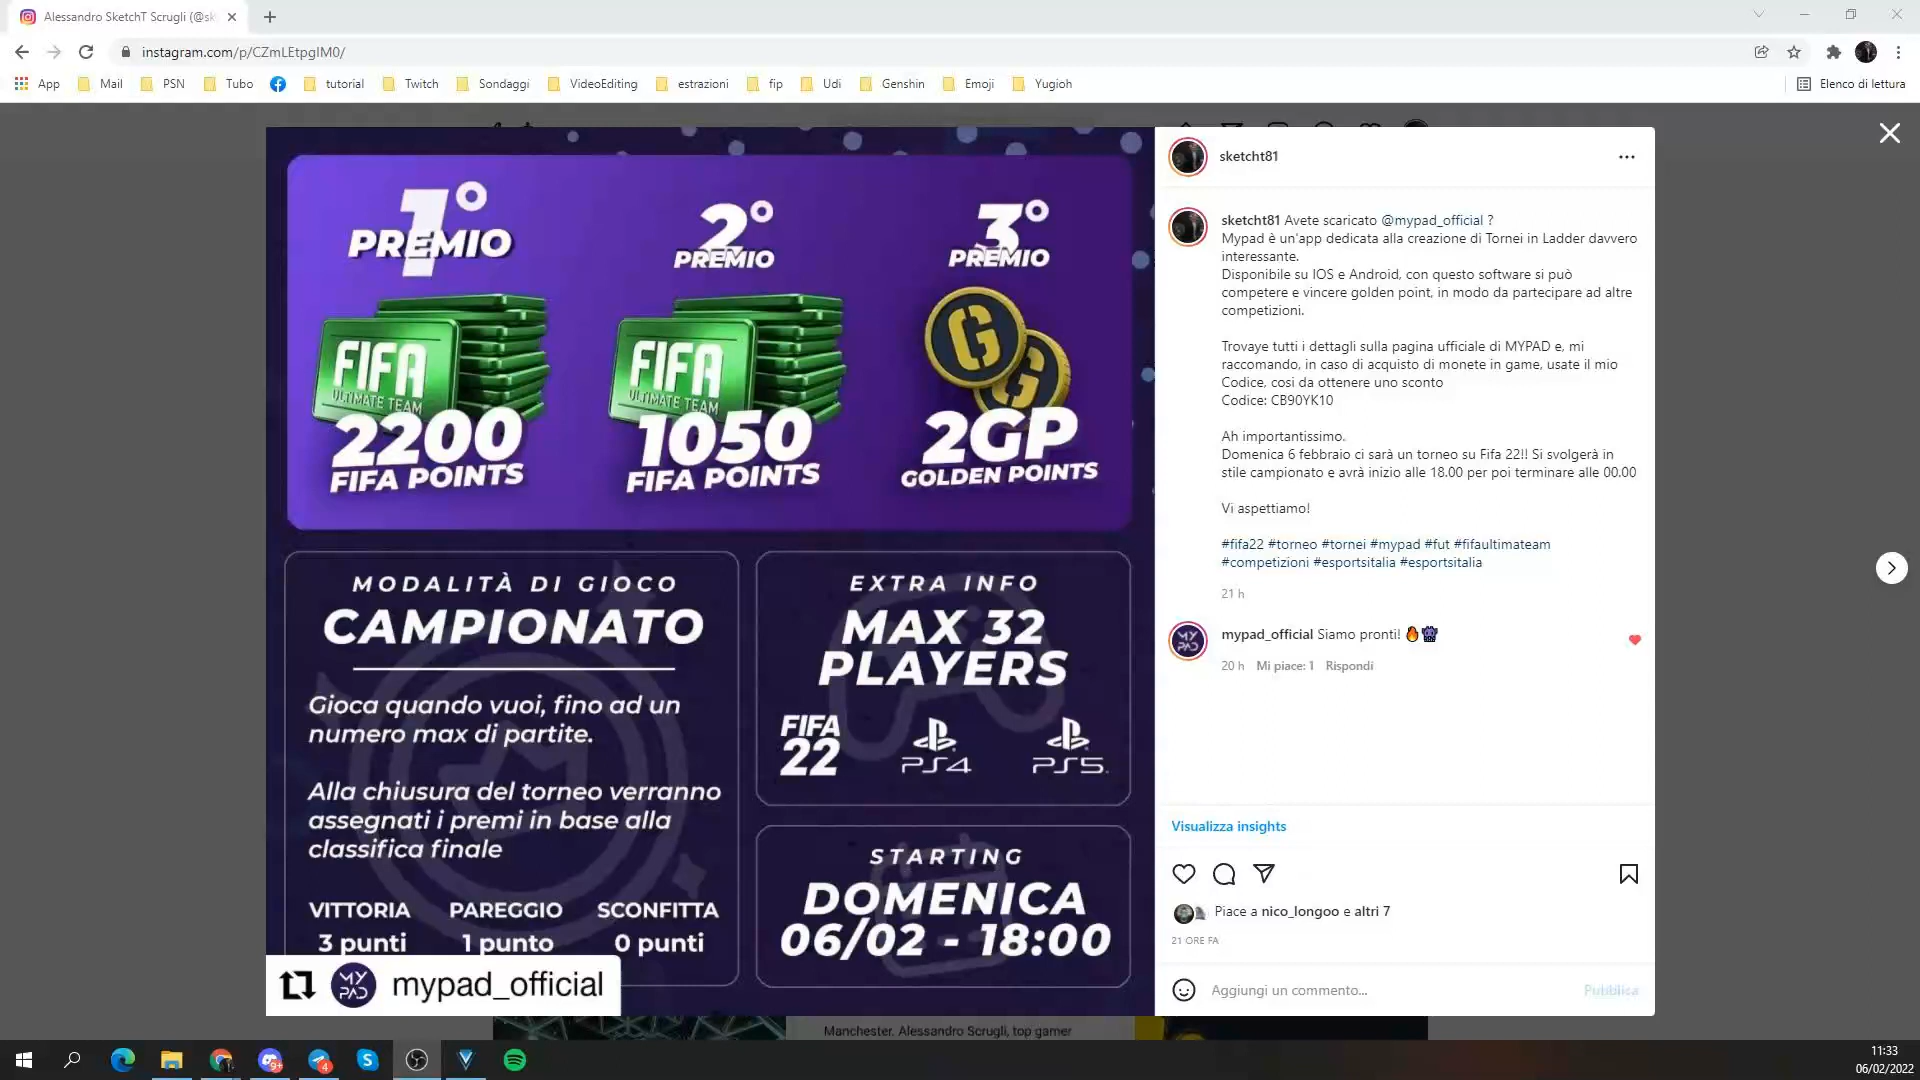 Alessandro SketchT Scrugli (@sk
instagram.com/p/CZmLEtpgIM0/
App
Mail
PSN
Tubo
tutorial
Twitch
Sondaggi
VideoEditing
estrazioni
fip
Udi
Genshin
Emoji
Yugioh
Elenco di lettura
1°
PREMIO
2°
PREMIO
3°
PREMIO
FIFA
ULTIMATE TEAM
2200
FIFA POINTS
FIFA
ULTIMATE TEAM
1050
FIFA POINTS
G
G
2GP
GOLDEN POINTS
MODALITÀ DI GIOCO
CAMPIONATO
Gioca quando vuoi, fino ad un
numero max di partite.
Alla chiusura del torneo verranno
assegnati i premi in base alla
classifica finale
VITTORIA PAREGGIO SCONFITTA
3 punti 1 punto 0 punti
EXTRA INFO
MAX 32
PLAYERS
FIFA
22
PS4
PS5
STARTING
DOMENICA
06/02 - 18:00
MY
PAD
mypad_official
sketcht81
sketcht81 Avete scaricato @mypad_official ?
Mypad è un'app dedicata alla creazione di Tornei in Ladder davvero
interessante.
Disponibile su IOS e Android, con questo software si può
competere e vincere golden point, in modo da partecipare ad altre
competizioni.
Trovaye tutti i dettagli sulla pagina ufficiale di MYPAD e, mi
raccomando, in caso di acquisto di monete in game, usate il mio
Codice, cosi da ottenere uno sconto
Codice: CB90YK10
Ah importantissimo.
Domenica 6 febbraio ci sarà un torneo su Fifa 22!! Si svolgerà in
stile campionato e avrà inizio alle 18.00 per poi terminare alle 00.00
Vi aspettiamo!
#fifa22 #torneo #tornei #mypad #fut #fifaultimateam
#competizioni #esportsitalia #esportsitalia
21 h
MY
PAD
mypad_official Siamo pronti! 🔥👾
20 h Mi piace: 1 Rispondi
Visualizza insights
Piace a nico_longoo e altri 7
21 ORE FA
Aggiungi un commento...
Pubblica
Manchester. Alessandro Scrugli, top gamer
9+
4
11:33
06/02/2022